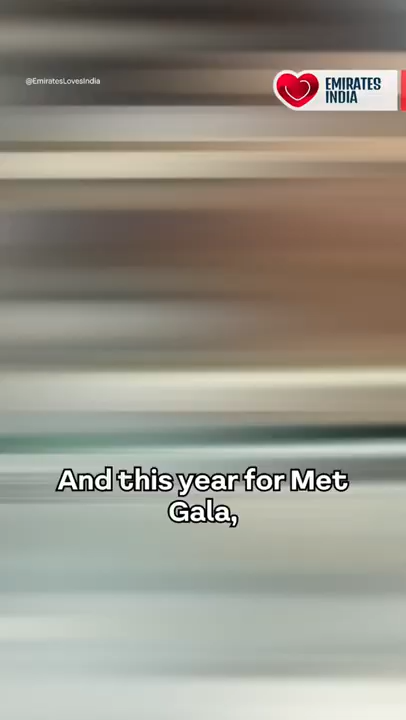 @EmiratesLovesIndia
EMIRATES
INDIA
And this year for Met
Gala,